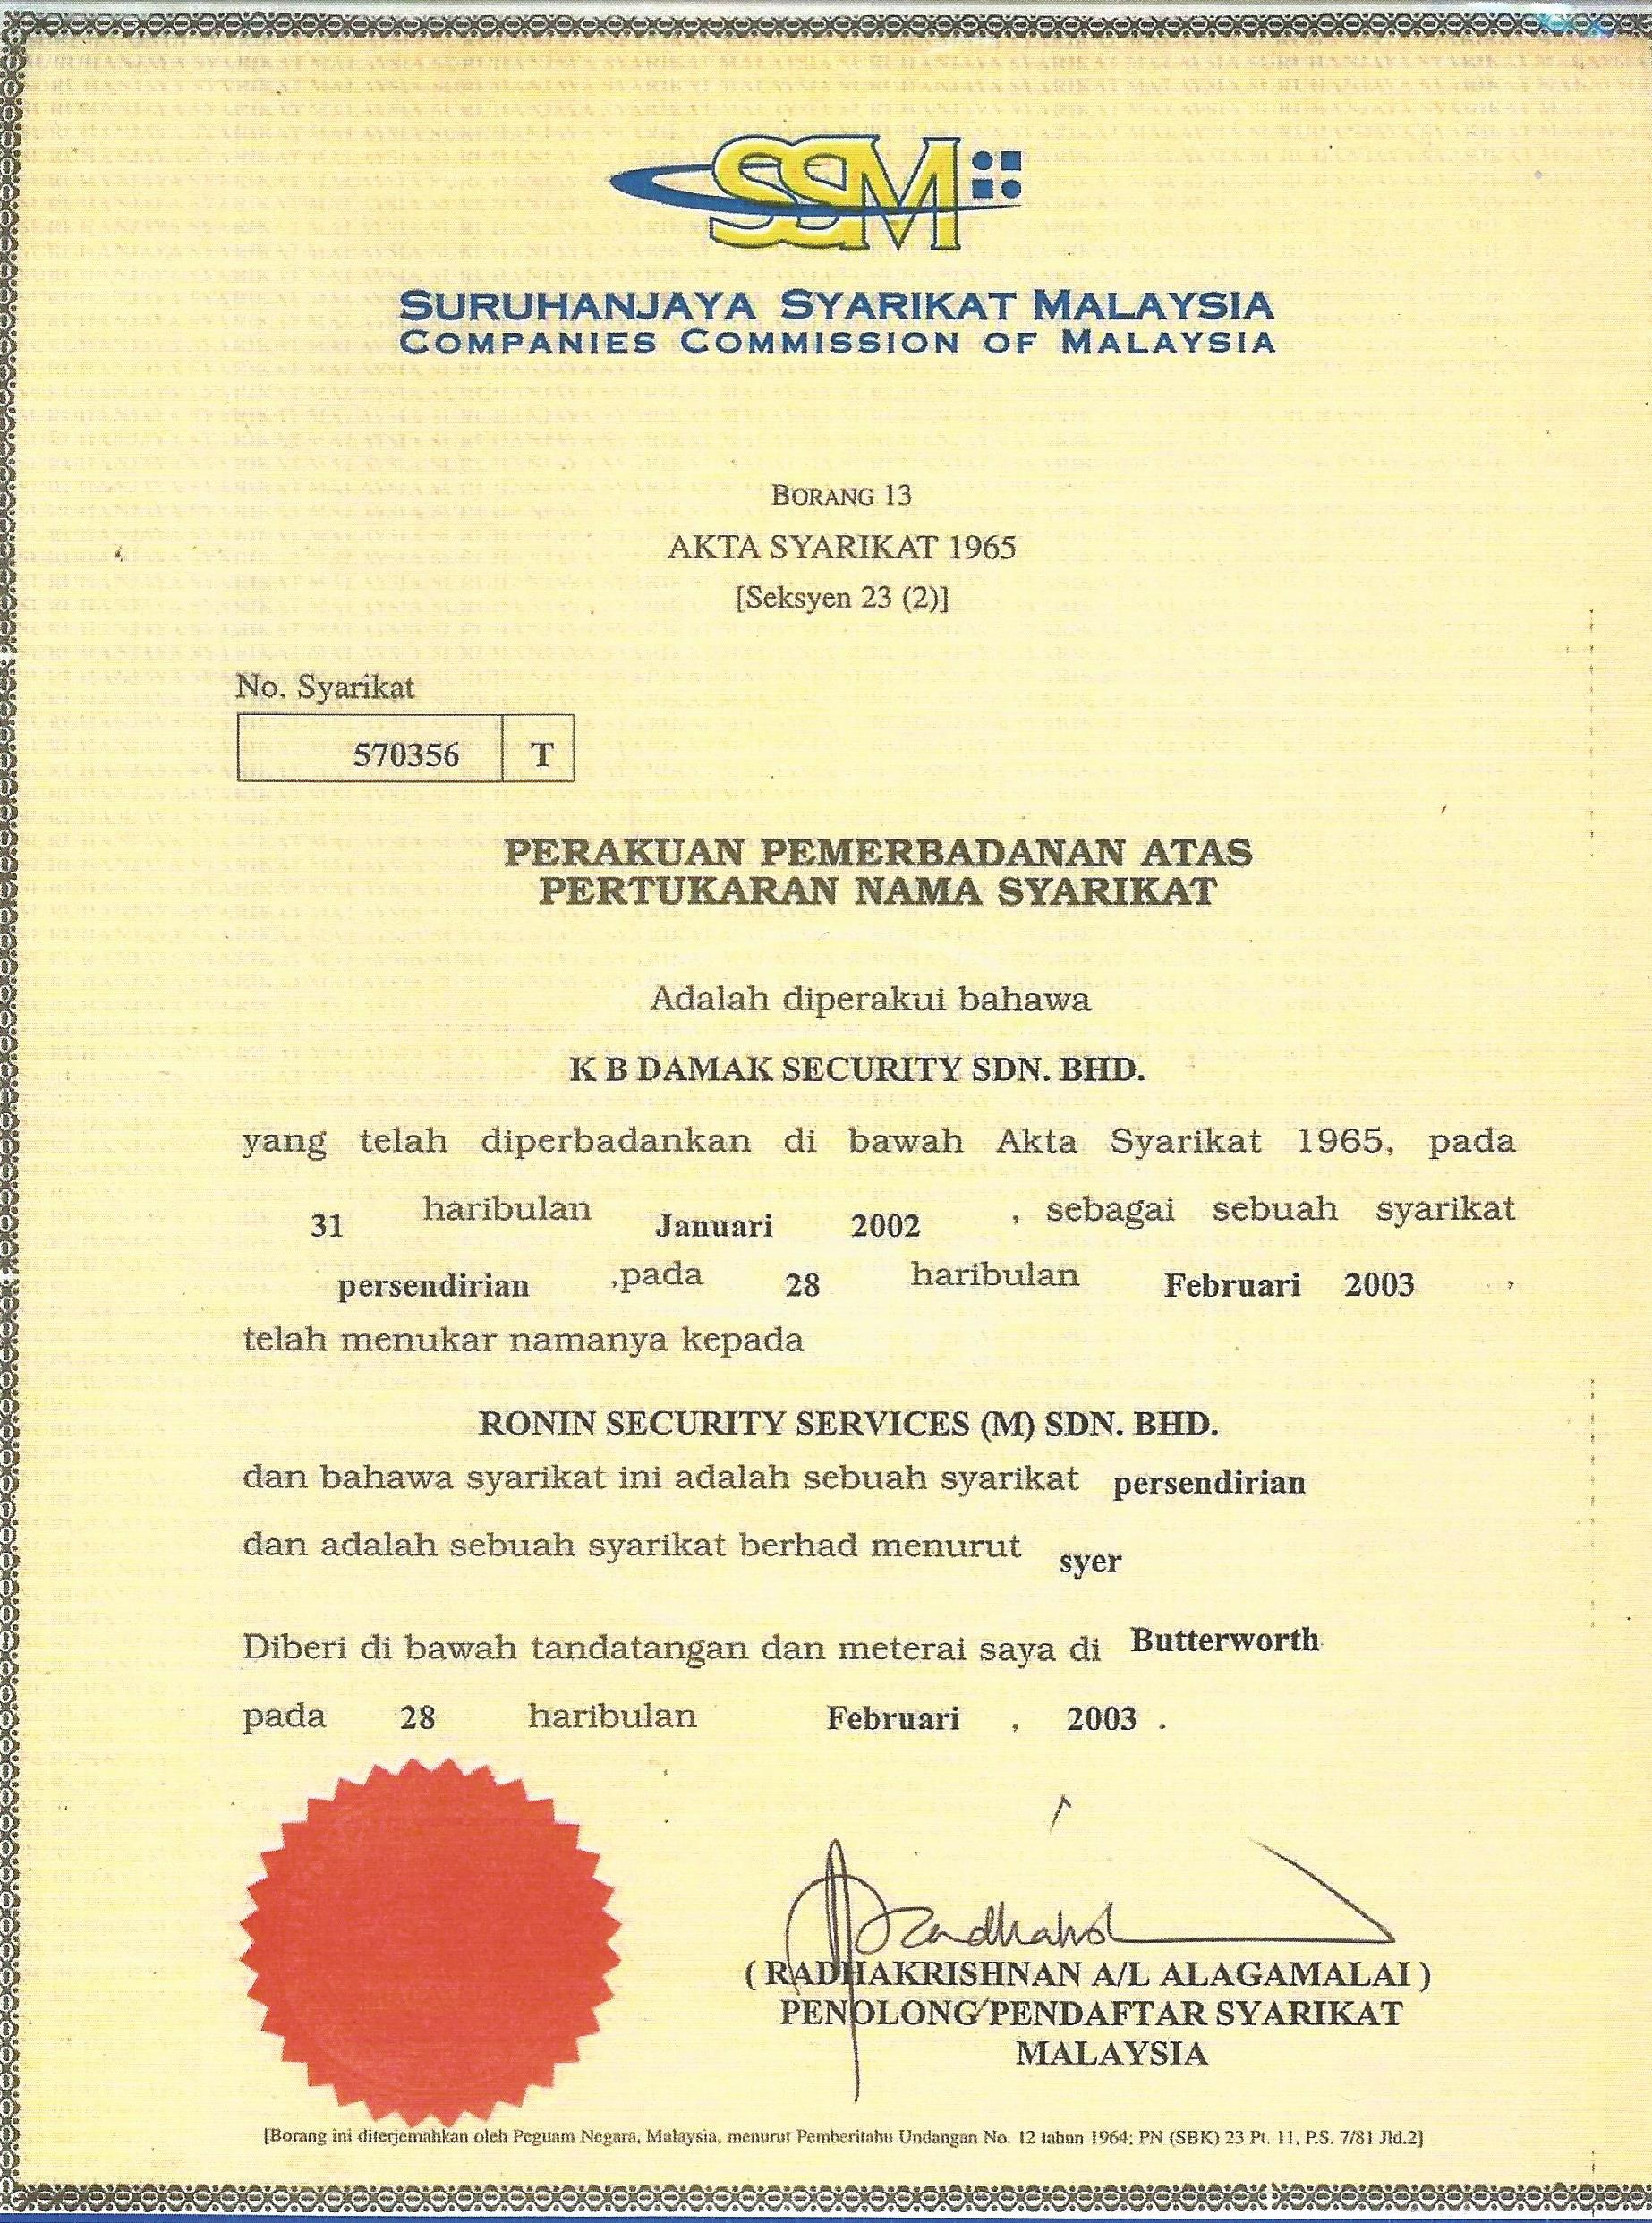 SSM
SURUHANJAYA SYARIKAT MALAYSIA
COMPANIES COMMISSION OF MALAYSIA
BORANG 13
AKTA SYARIKAT 1965
[Seksyen 23 (2)]
No. Syarikat
570356 T
PERAKUAN PEMERBADANAN ATAS
PERTUKARAN NAMA SYARIKAT
Adalah diperakui bahawa
K B DAMAK SECURITY SDN. BHD.
yang telah diperbadankan di bawah Akta Syarikat 1965, pada
31 haribulan Januari 2002 , sebagai sebuah syarikat
persendirian ,pada 28 haribulan Februari 2003 ,
telah menukar namanya kepada
RONIN SECURITY SERVICES (M) SDN. BHD.
dan bahawa syarikat ini adalah sebuah syarikat persendirian
dan adalah sebuah syarikat berhad menurut syer
Diberi di bawah tandatangan dan meterai saya di Butterworth
pada 28 haribulan Februari , 2003 .
( RADHAKRISHNAN A/L ALAGAMALAI )
PENOLONG PENDAFTAR SYARIKAT
MALAYSIA
[Borang ini diterjemahkan oleh Peguam Negara, Malaysia, menurut Pemberitahu Undangan No. 12 tahun 1964; PN (SBK) 23 Pt. 11, P.S. 7/81 Jld.2]